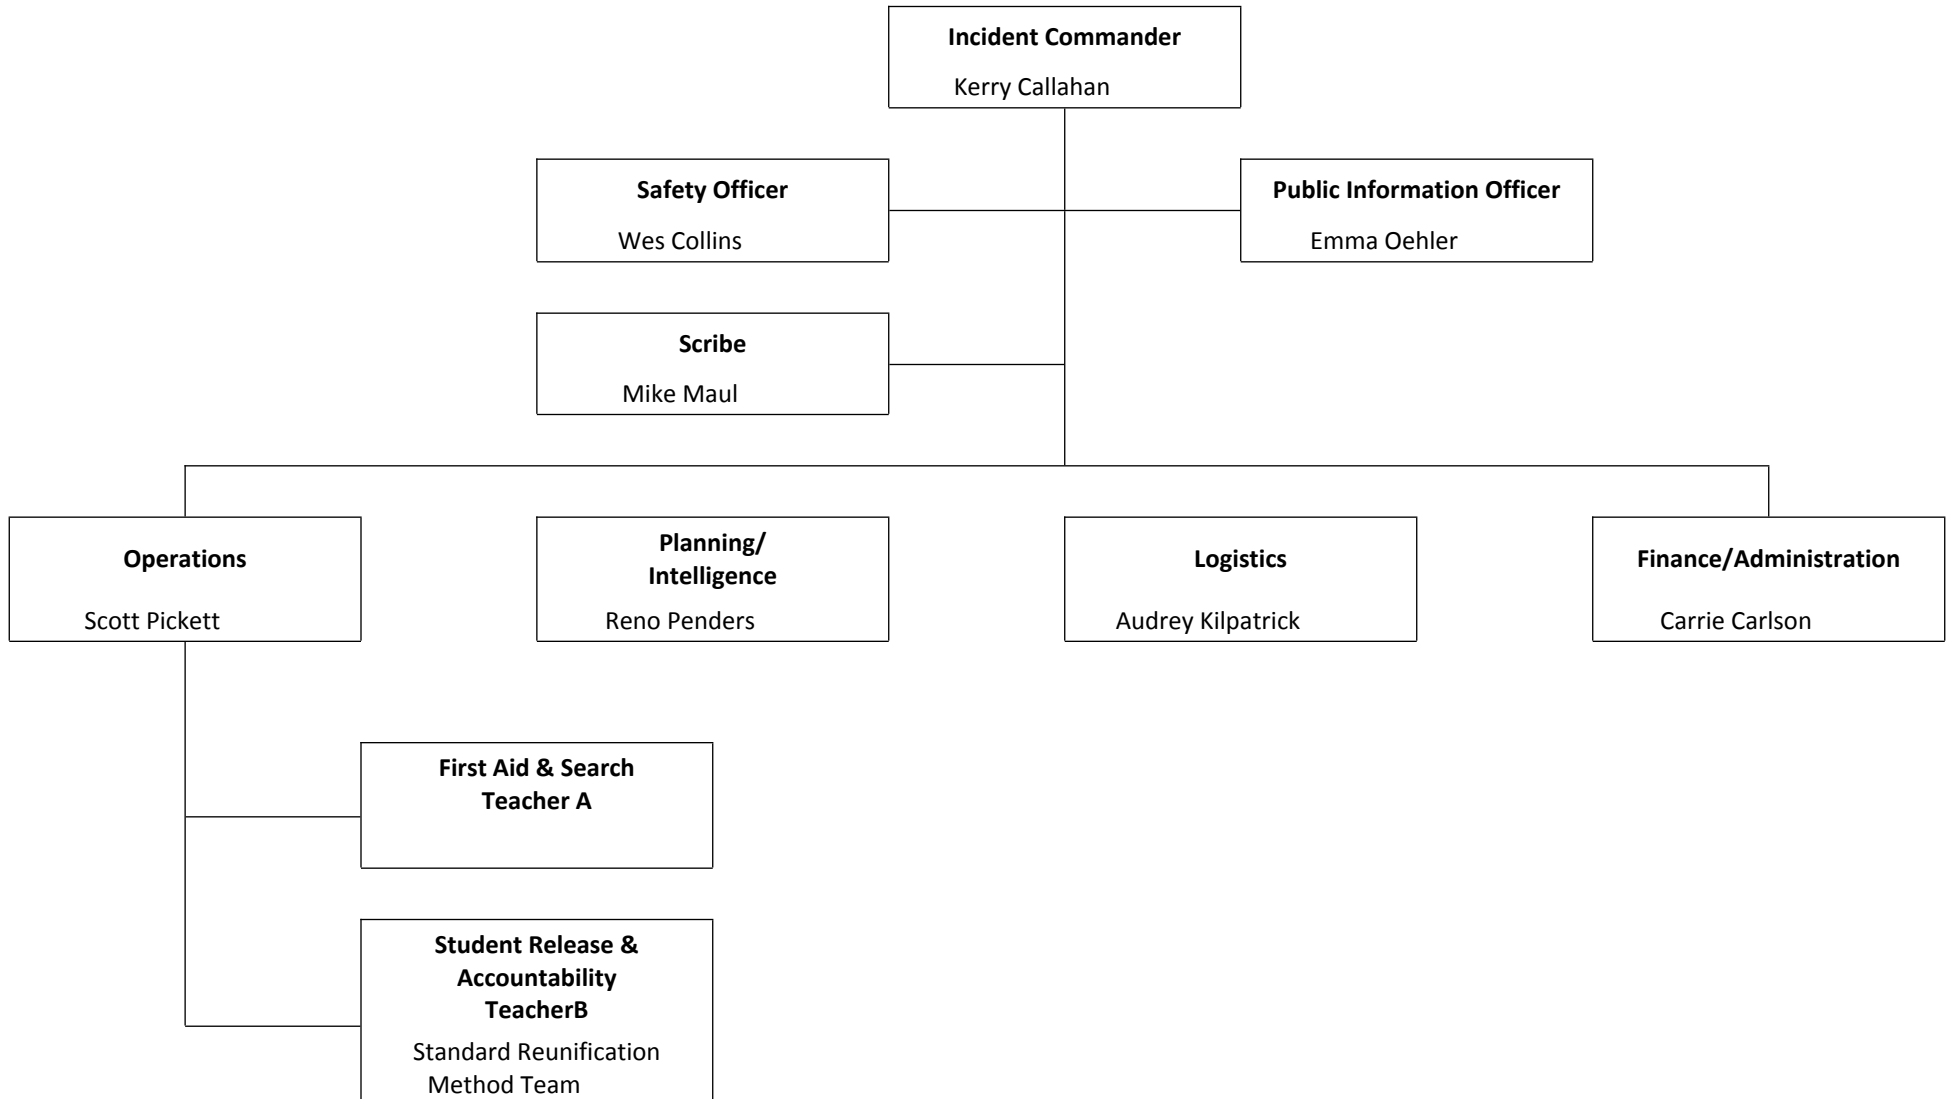 Incident Commander
Kerry Callahan
Safety Officer
Wes Collins
Public Information Officer
Emma Oehler
Scribe
Mike Maul
Operations
Scott Pickett
Planning/
Intelligence
Reno Penders
Logistics
Audrey Kilpatrick
Finance/Administration
Carrie Carlson
First Aid & Search
Teacher A
Student Release &
Accountability
TeacherB
Standard Reunification
Method Team